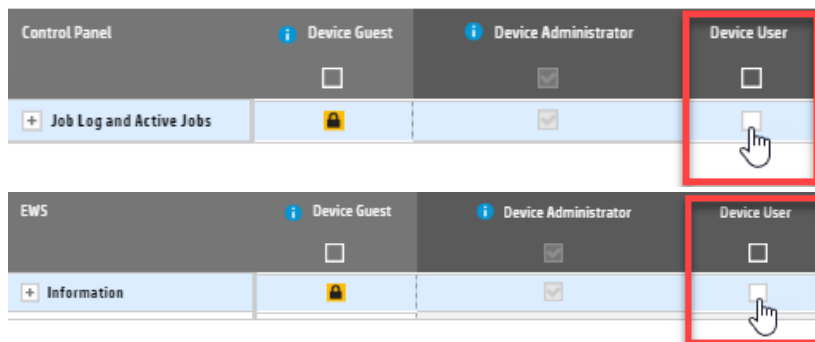 Control Panel
Device Guest
Device Administrator
Device User
Job Log and Active Jobs
EWS
Device Guest
Device Administrator
Device User
Information